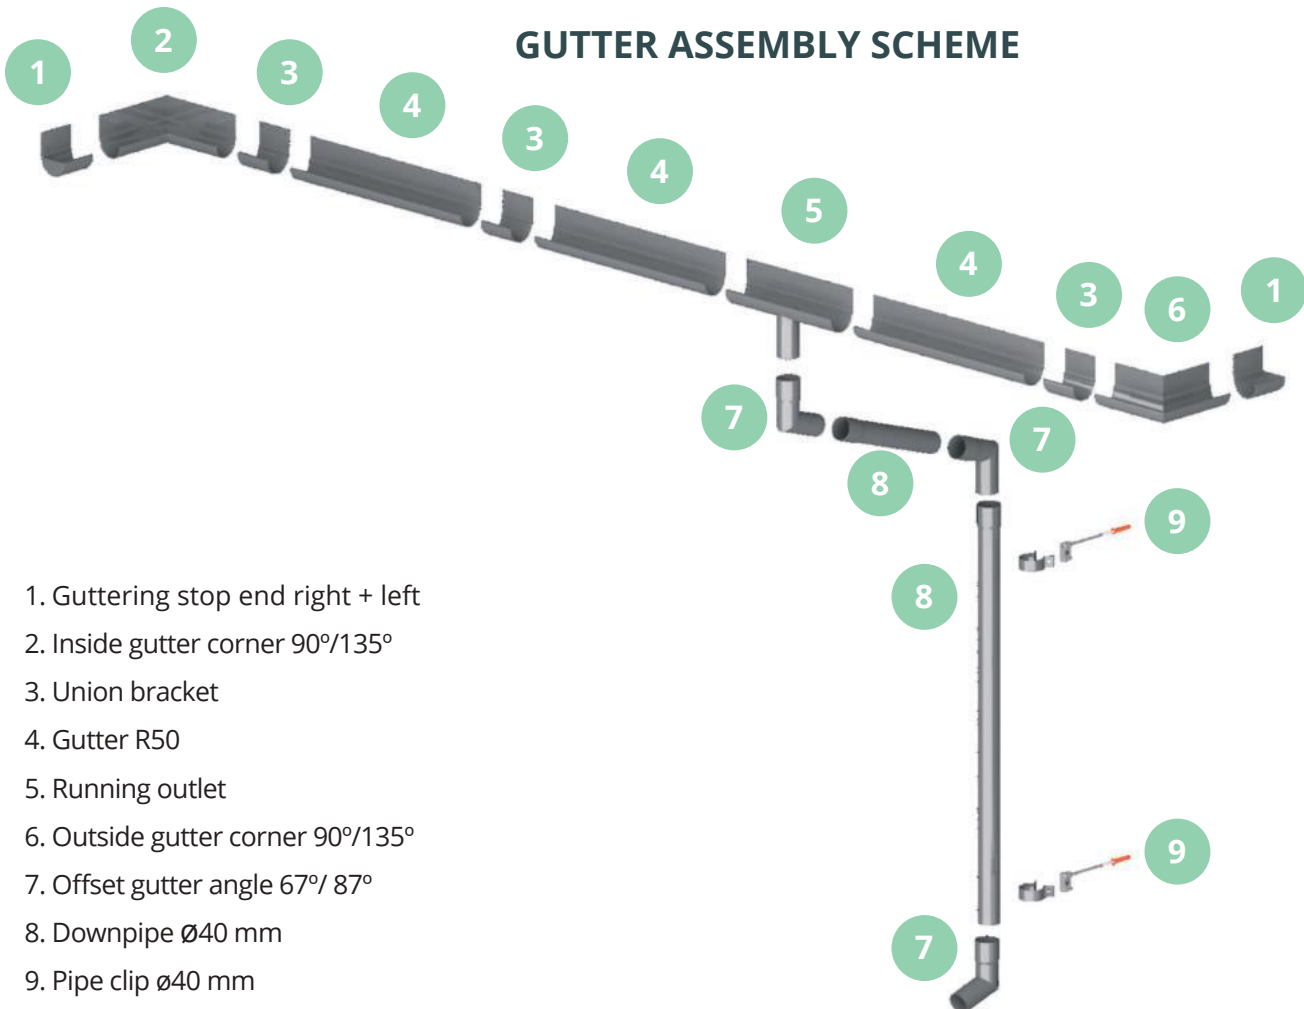 GUTTER ASSEMBLY SCHEME
1
2
3
4
3
4
5
4
3
6
1
7
8
7
9
8
9
7
1. Guttering stop end right + left
2. Inside gutter corner 90º/135º
3. Union bracket
4. Gutter R50
5. Running outlet
6. Outside gutter corner 90º/135º
7. Offset gutter angle 67º/ 87º
8. Downpipe Ø40 mm
9. Pipe clip ø40 mm